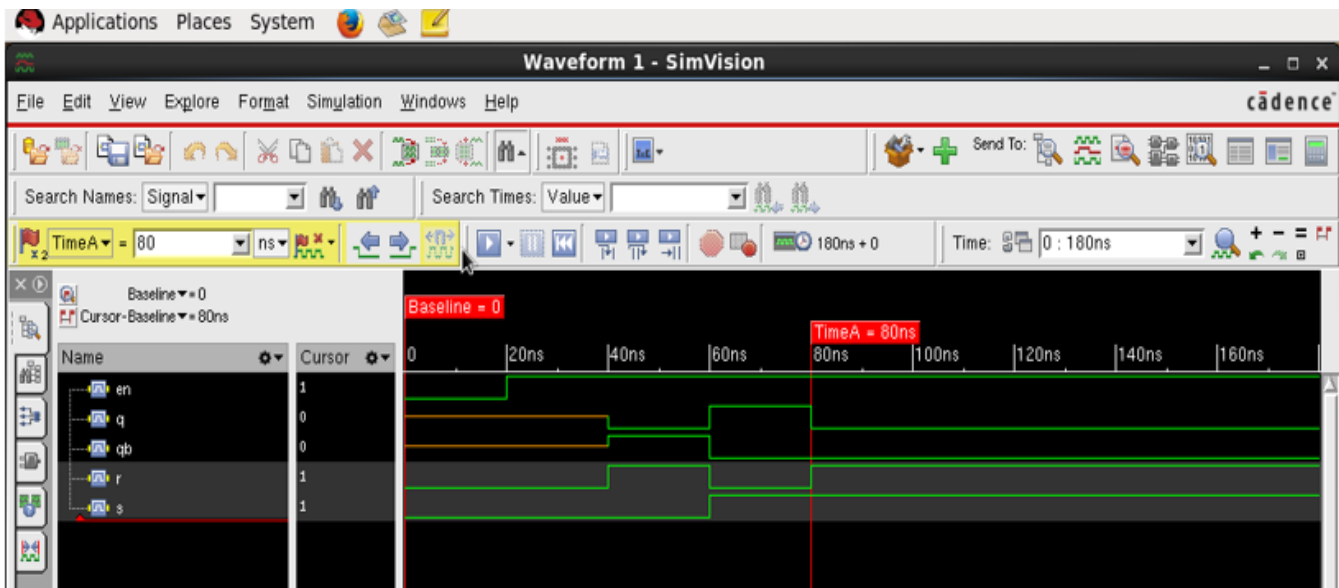 Applications Places System
Waveform 1 - SimVision
File Edit View Explore Format Simulation Windows Help cādence
Send To:
Search Names: Signal Search Times: Value
TimeA = 80 ns 180ns + 0 Time: 0 : 180ns
x2
Baseline = 0
Cursor-Baseline = 80ns
Baseline = 0
TimeA = 80ns
Name Cursor 0 20ns 40ns 60ns 80ns 100ns 120ns 140ns 160ns
en 1
q 0
qb 0
r 1
s 1